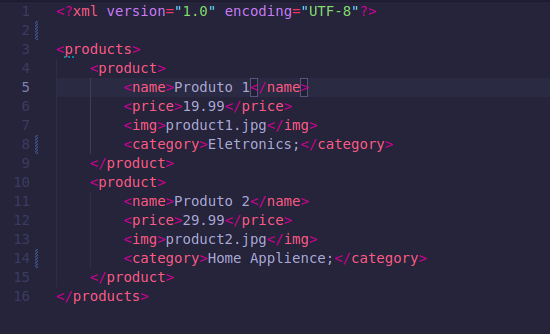 1 <?xml version="1.0" encoding="UTF-8"?>
2
3 <products>
4     <product>
5         <name>Produto 1</name>
6         <price>19.99</price>
7         <img>product1.jpg</img>
8         <category>Eletronics;</category>
9     </product>
10     <product>
11         <name>Produto 2</name>
12         <price>29.99</price>
13         <img>product2.jpg</img>
14         <category>Home Applience;</category>
15     </product>
16 </products>